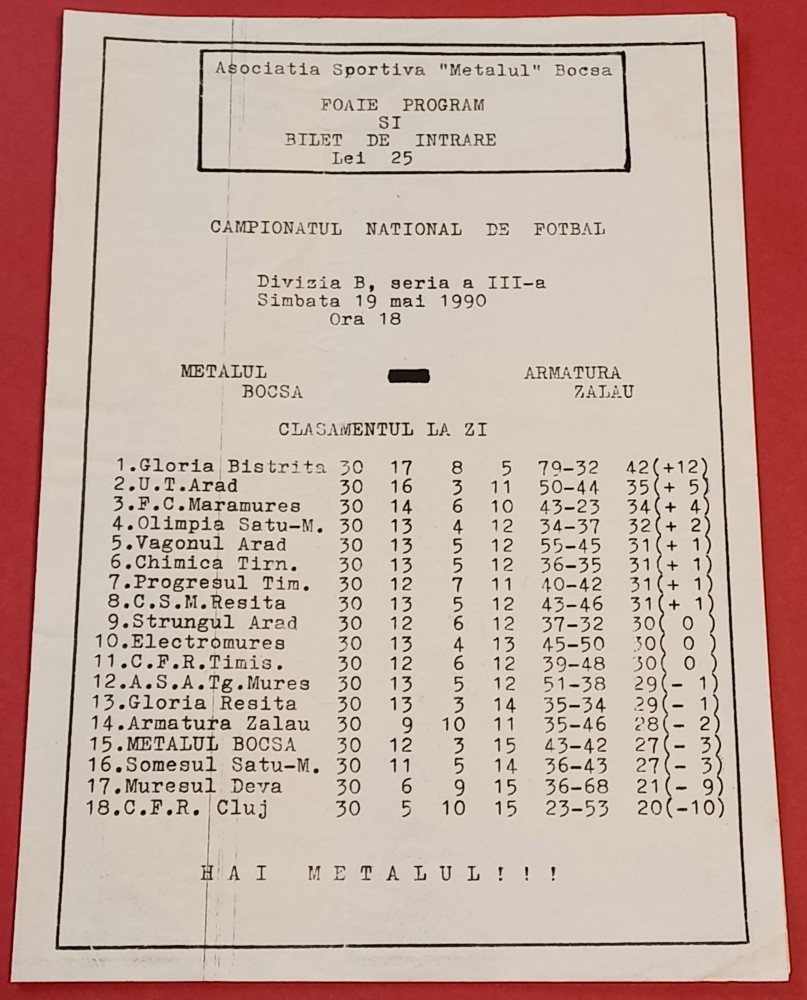 Asociatia Sportiva "Metalul" Bocsa
FOAIE PROGRAM
SI
BILET DE INTRARE
Lei 25
CAMPIONATUL NATIONAL DE FOTBAL
Divizia B, seria a III-a
Simbata 19 mai 1990
Ora 18
METALUL ARMATURA
BOCSA ZALAU
CLASAMENTUL LA ZI
1.Gloria Bistrita 30 17 8 5 79-32 42(+12)
2.U.T.Arad 30 16 3 11 50-44 35(+ 5)
3.F.C.Maramures 30 14 6 10 43-23 34(+ 4)
4.Olimpia Satu-M. 30 13 4 12 34-37 32(+ 2)
5.Vagonul Arad 30 13 5 12 55-45 31(+ 1)
6.Chimica Tirn. 30 13 5 12 36-35 31(+ 1)
7.Progresul Tim. 30 12 7 11 40-42 31(+ 1)
8.C.S.M.Resita 30 13 5 12 43-46 31(+ 1)
9.Strungul Arad 30 12 6 12 37-32 30( 0 )
10.Electromures 30 13 4 13 45-50 30( 0 )
11.C.F.R.Timis. 30 12 6 12 39-48 30( 0 )
12.A.S.A.Tg.Mures 30 13 5 12 51-38 29(- 1)
13.Gloria Resita 30 13 3 14 35-34 29(- 1)
14.Armatura Zalau 30 9 10 11 35-46 28(- 2)
15.METALUL BOCSA 30 12 3 15 43-42 27(- 3)
16.Somesul Satu-M. 30 11 5 14 36-43 27(- 3)
17.Muresul Deva 30 6 9 15 36-68 21(- 9)
18.C.F.R. Cluj 30 5 10 15 23-53 20(-10)
HAI METALUL!!!